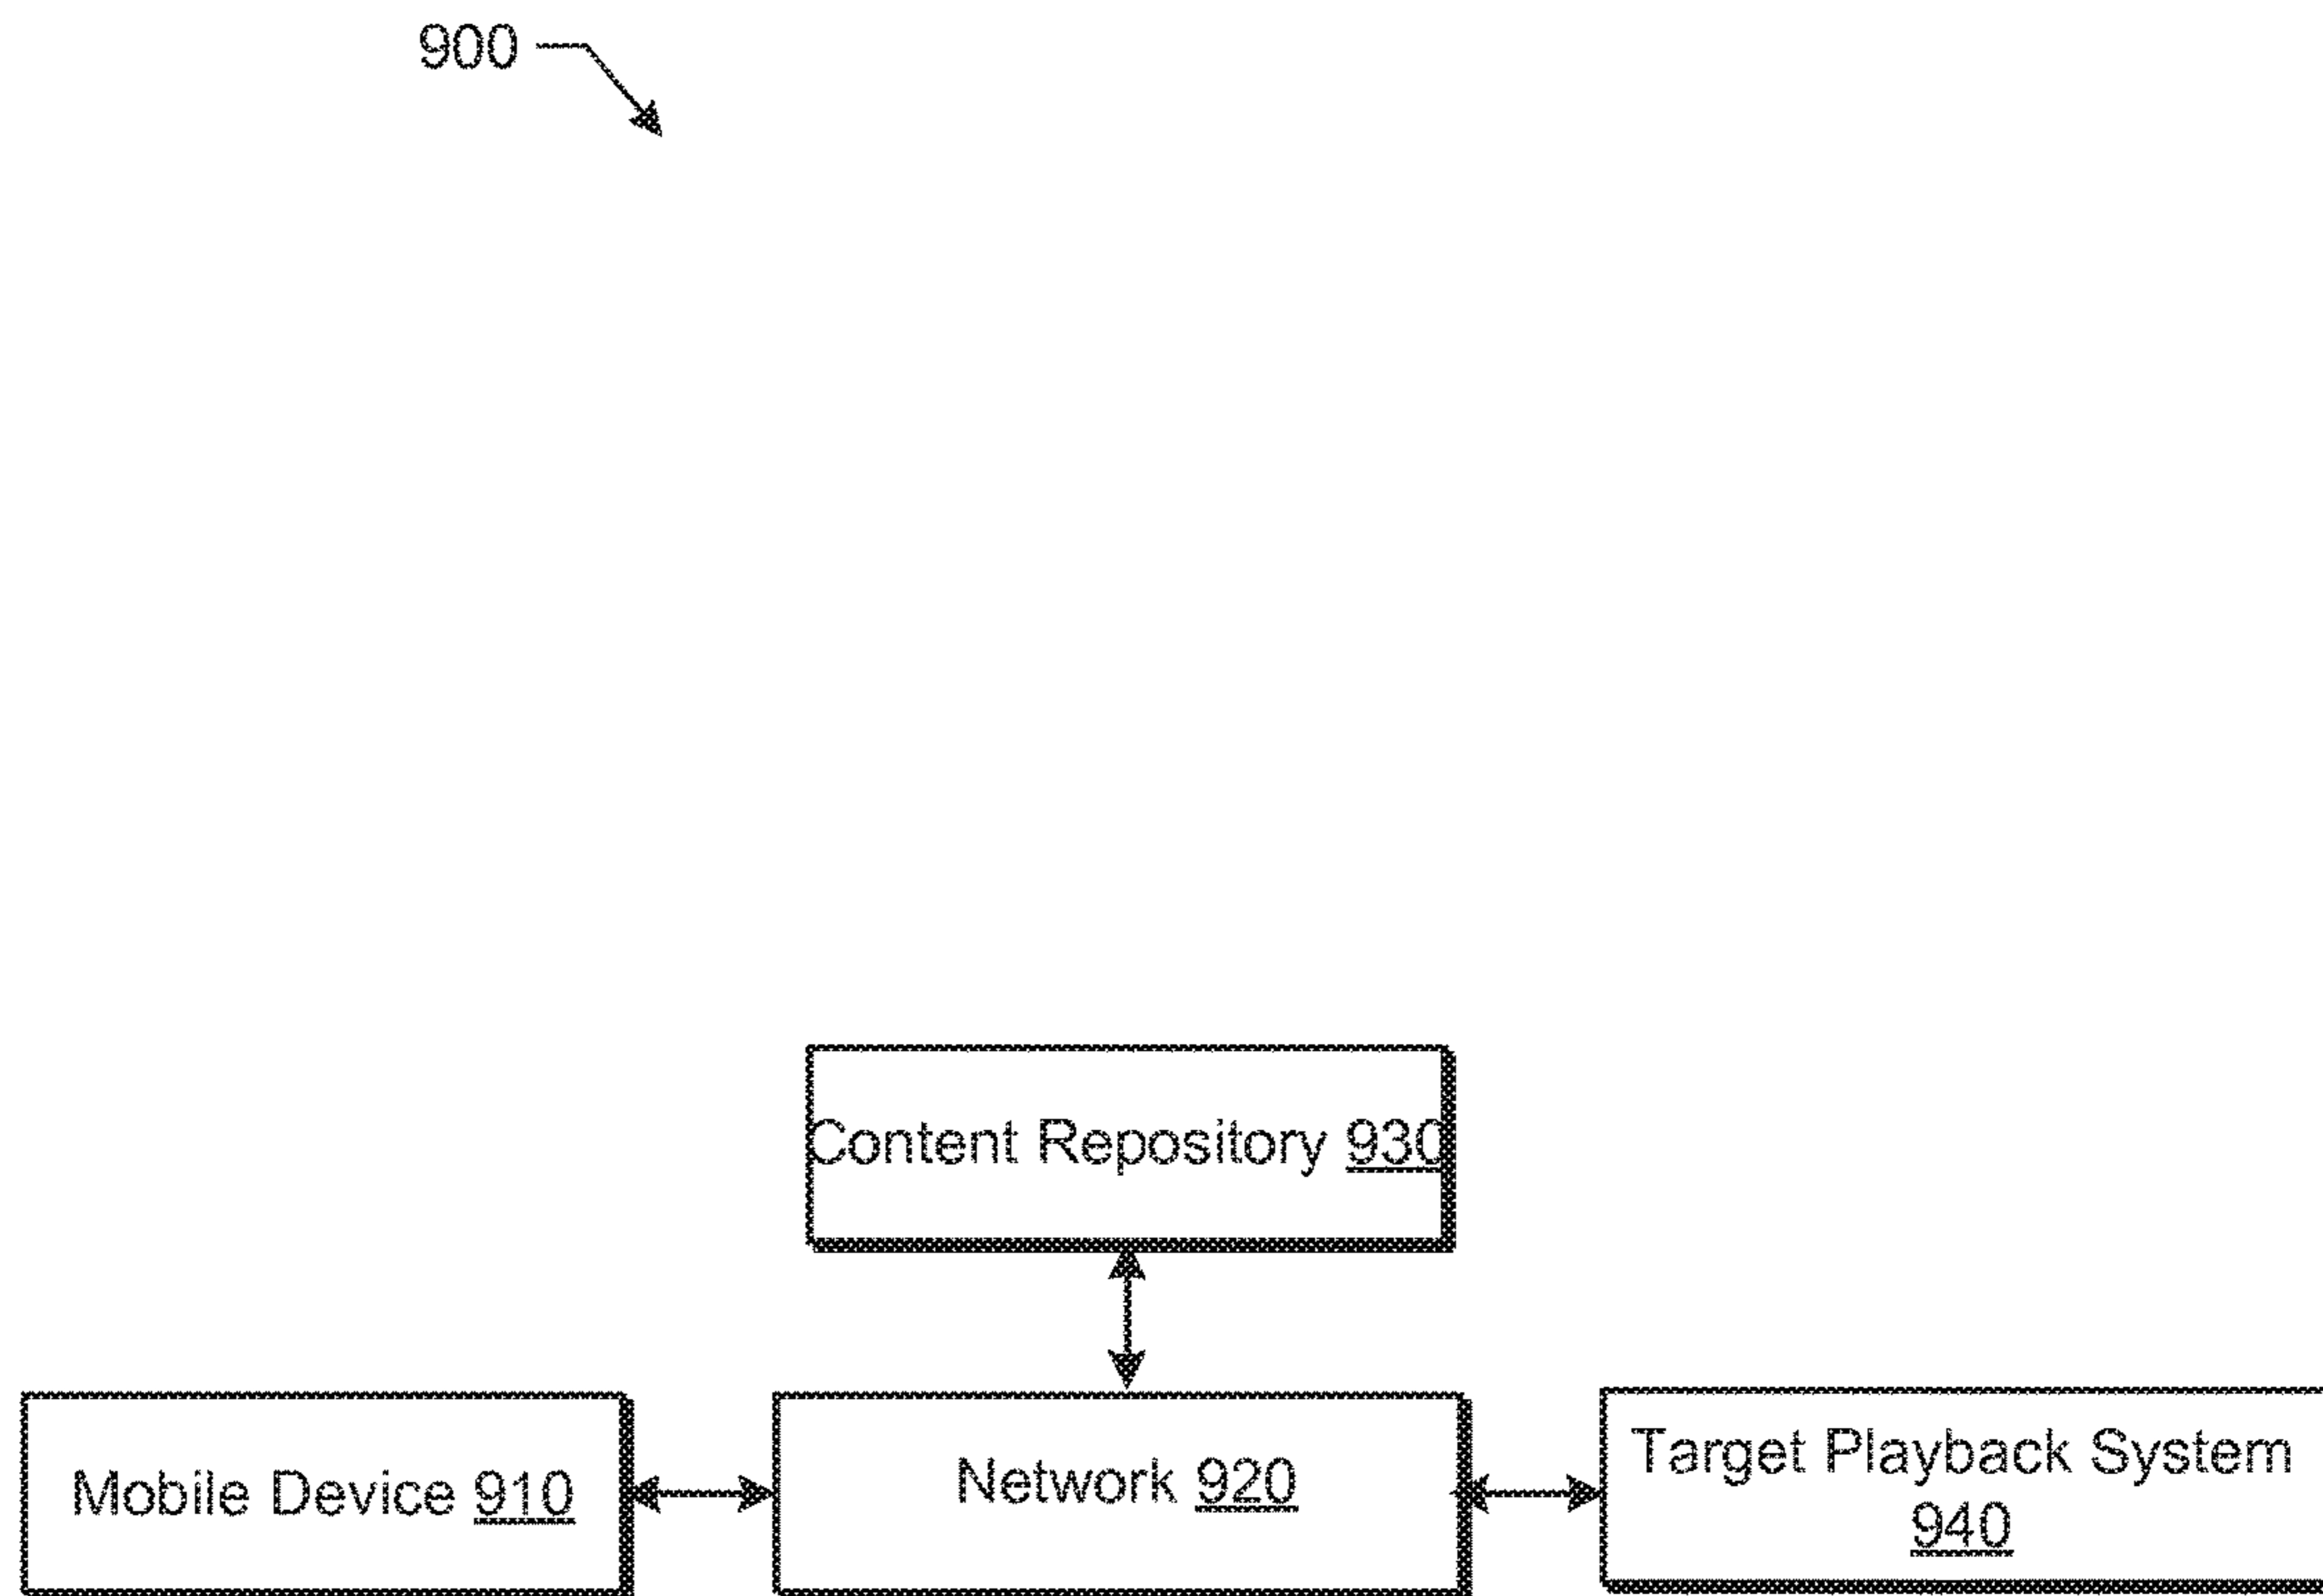 900
Content Repository 930
Mobile Device 910
Network 920
Target Playback System
940